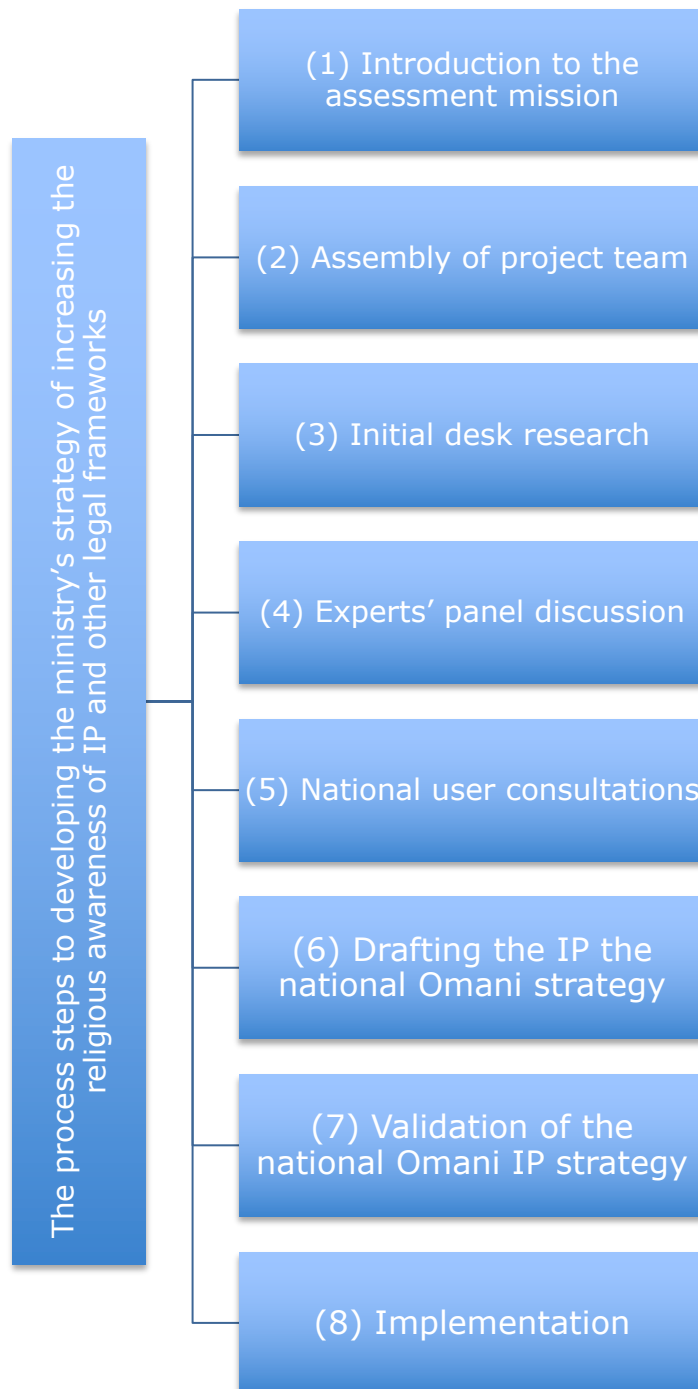 The process steps to developing the ministry’s strategy of increasing the
religious awareness of IP and other legal frameworks
(1) Introduction to the
assessment mission
(2) Assembly of project team
(3) Initial desk research
(4) Experts’ panel discussion
(5) National user consultations
(6) Drafting the IP the
national Omani strategy
(7) Validation of the
national Omani IP strategy
(8) Implementation